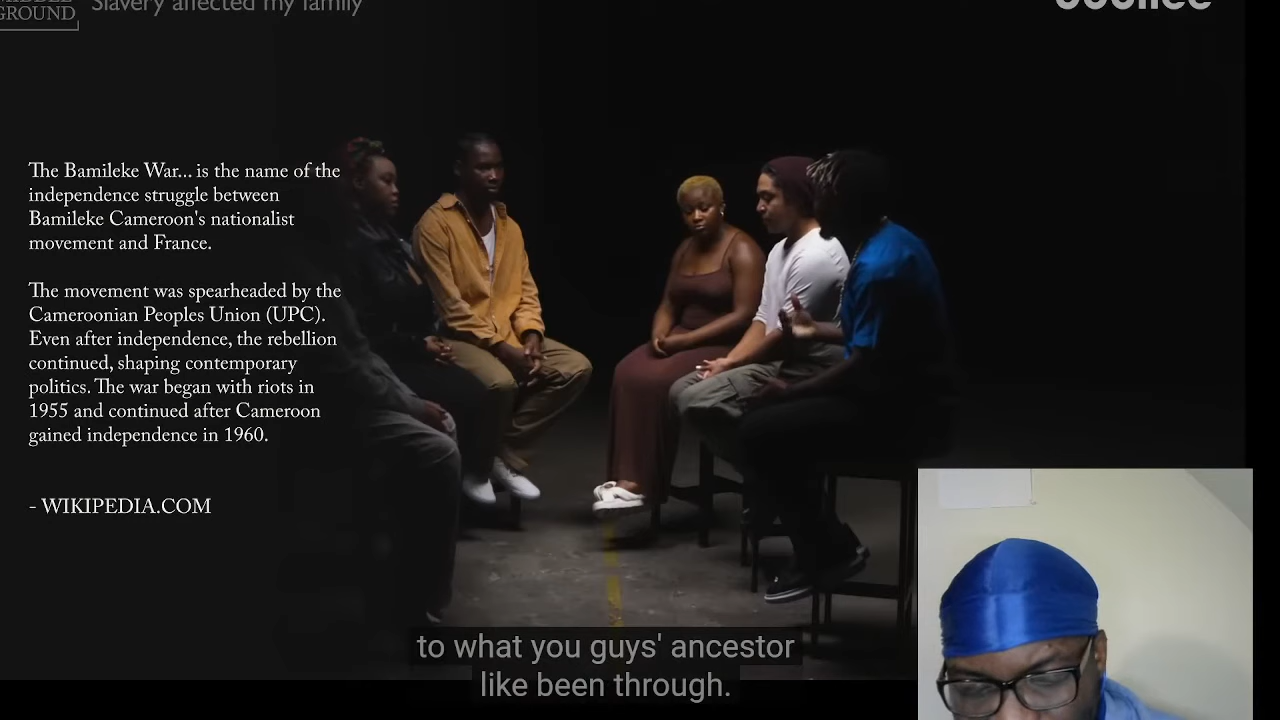 GROUND
Slavery affected my family
The Bamileke War... is the name of the
independence struggle between
Bamileke Cameroon's nationalist
movement and France.
The movement was spearheaded by the
Cameroonian Peoples Union (UPC).
Even after independence, the rebellion
continued, shaping contemporary
politics. The war began with riots in
1955 and continued after Cameroon
gained independence in 1960.
- WIKIPEDIA.COM
to what you guys' ancestor
like been through.